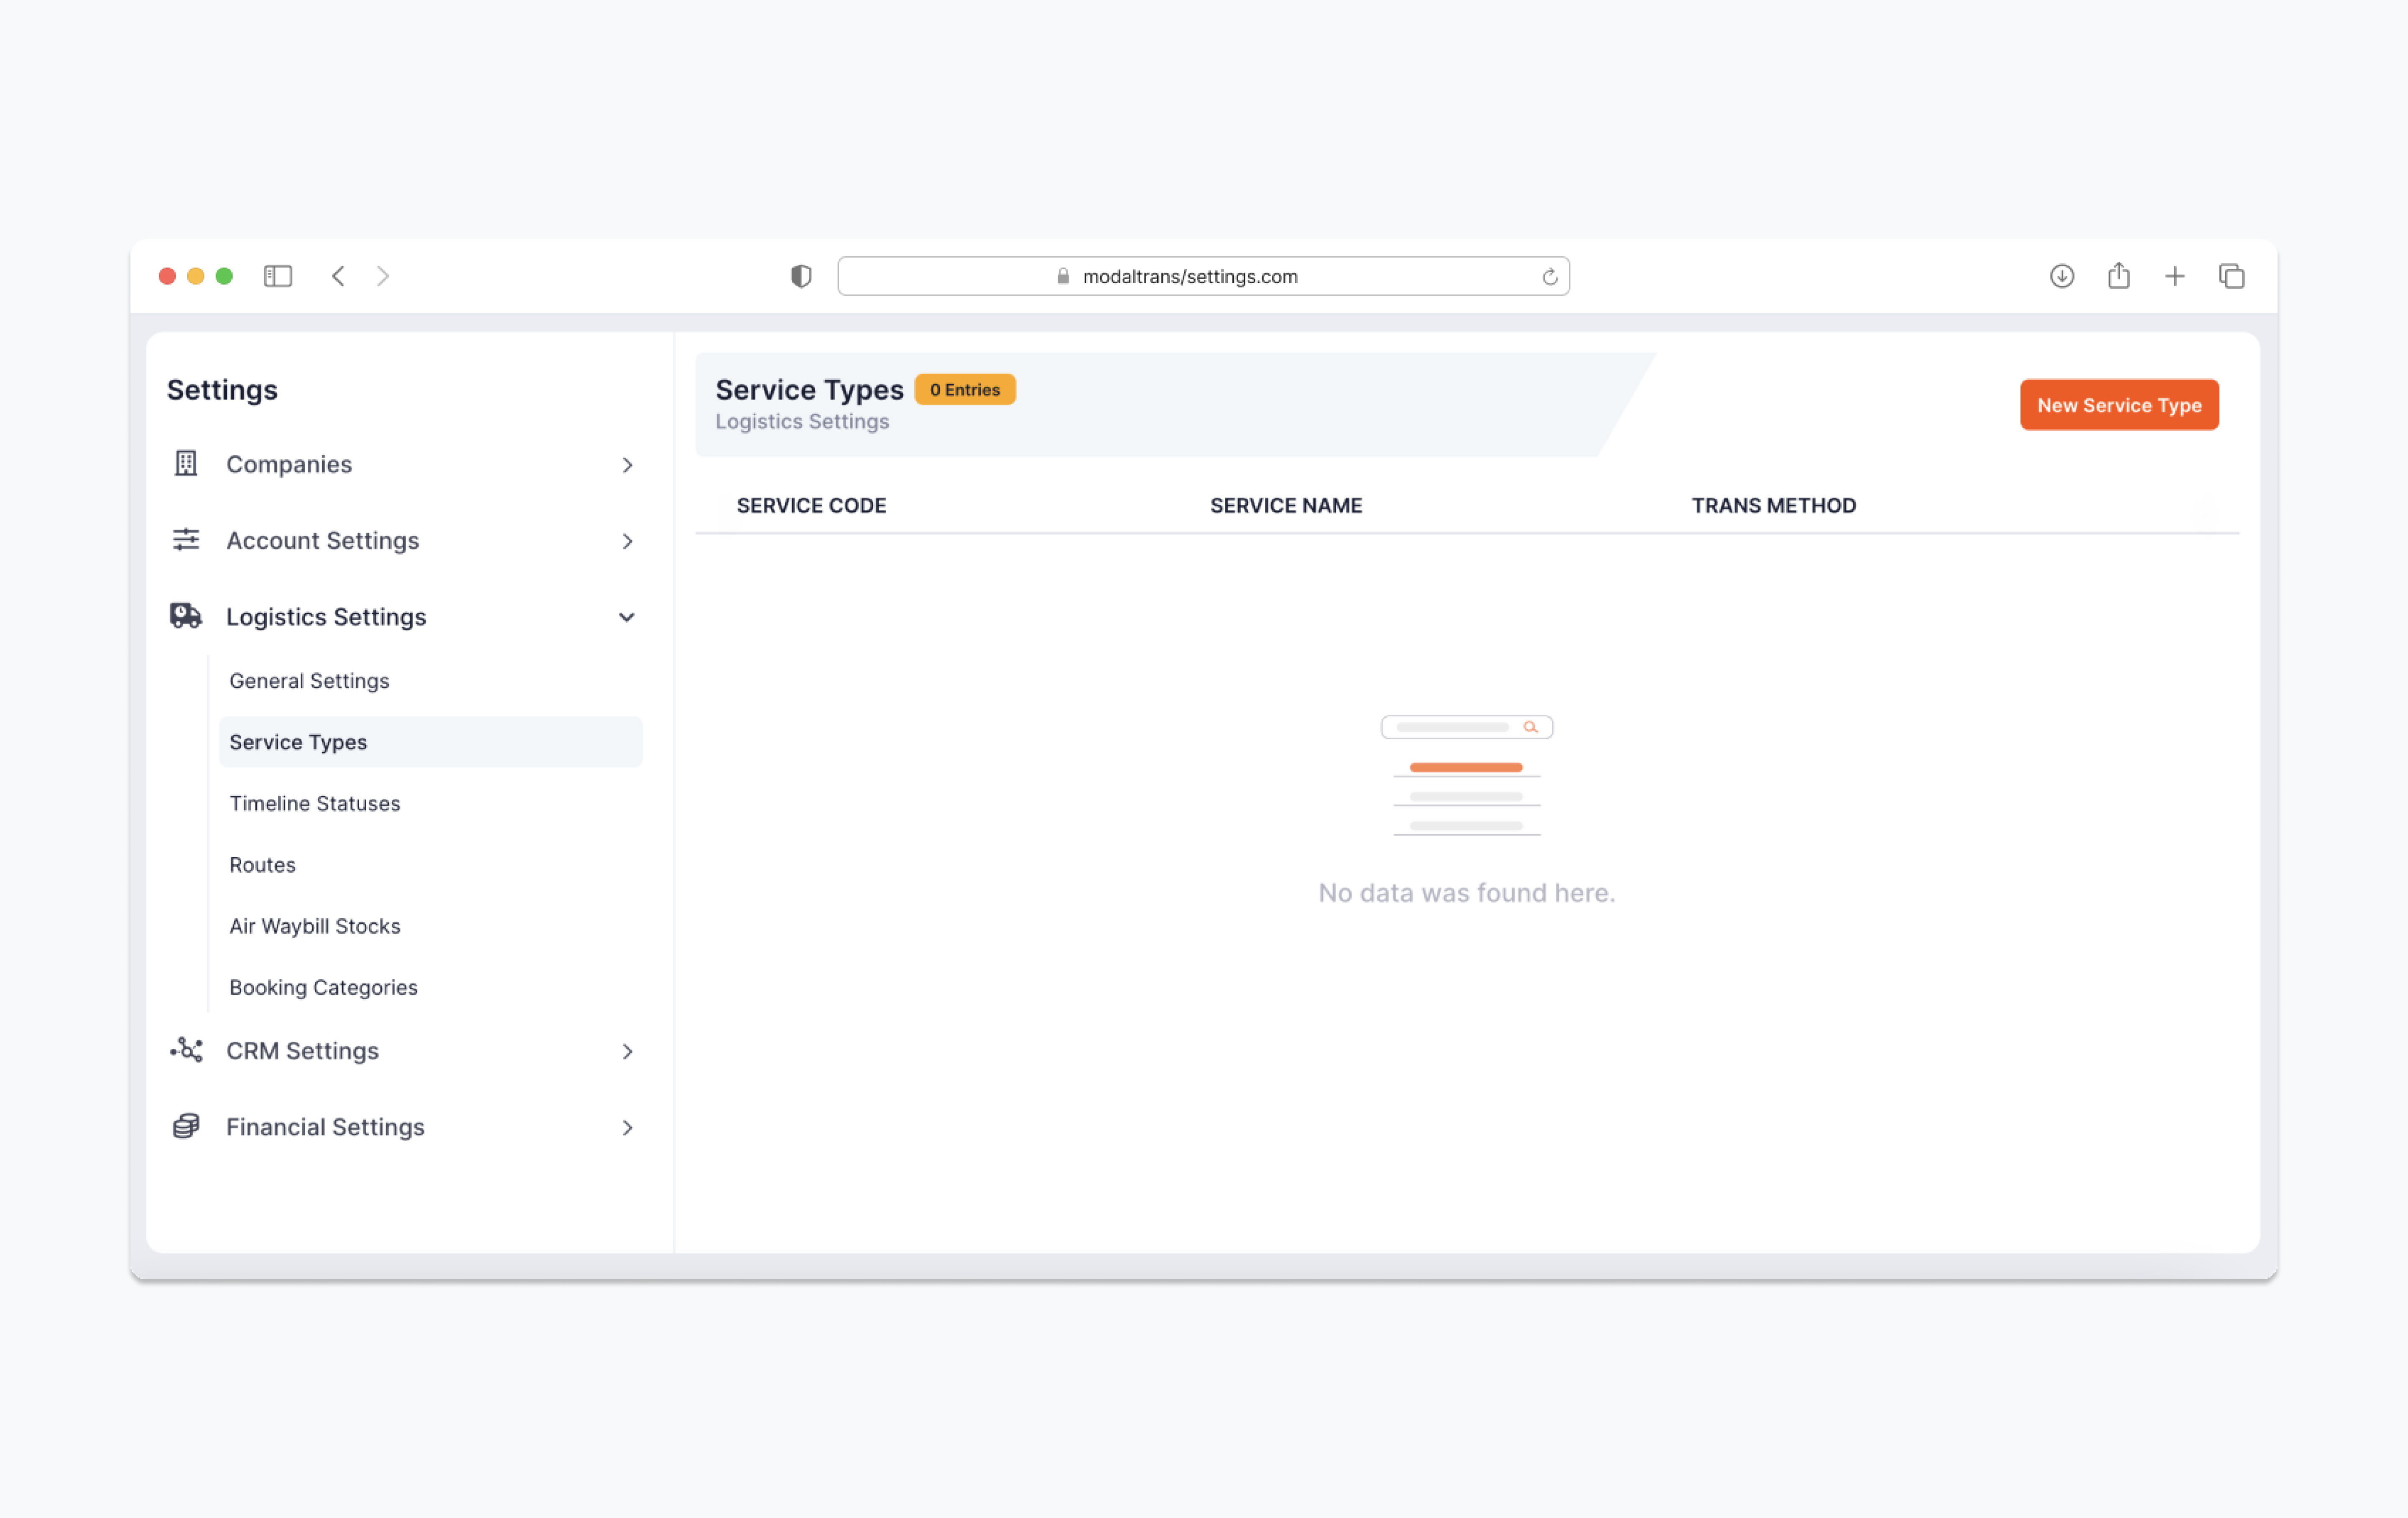 modaltrans/settings.com
Settings
Companies
Account Settings
Logistics Settings
General Settings
Service Types
Timeline Statuses
Routes
Air Waybill Stocks
Booking Categories
CRM Settings
Financial Settings
Service Types 0 Entries
Logistics Settings
New Service Type
SERVICE CODE SERVICE NAME TRANS METHOD
No data was found here.